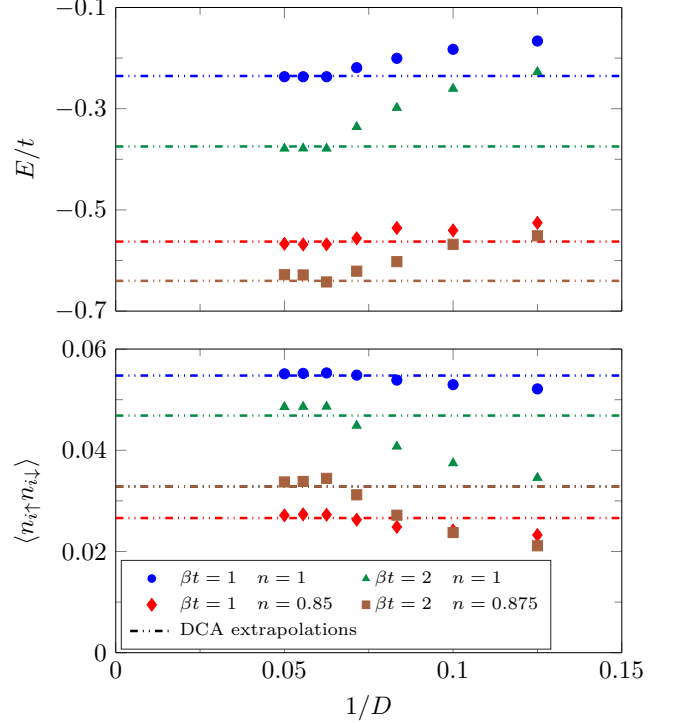 −0.1
−0.3
−0.5
−0.7
E/t
0.06
0.04
0.02
0
⟨n_{i↑}n_{i↓}⟩
βt = 1 n = 1 βt = 2 n = 1
βt = 1 n = 0.85 βt = 2 n = 0.875
DCA extrapolations
0 0.05 0.1 0.15
1/D